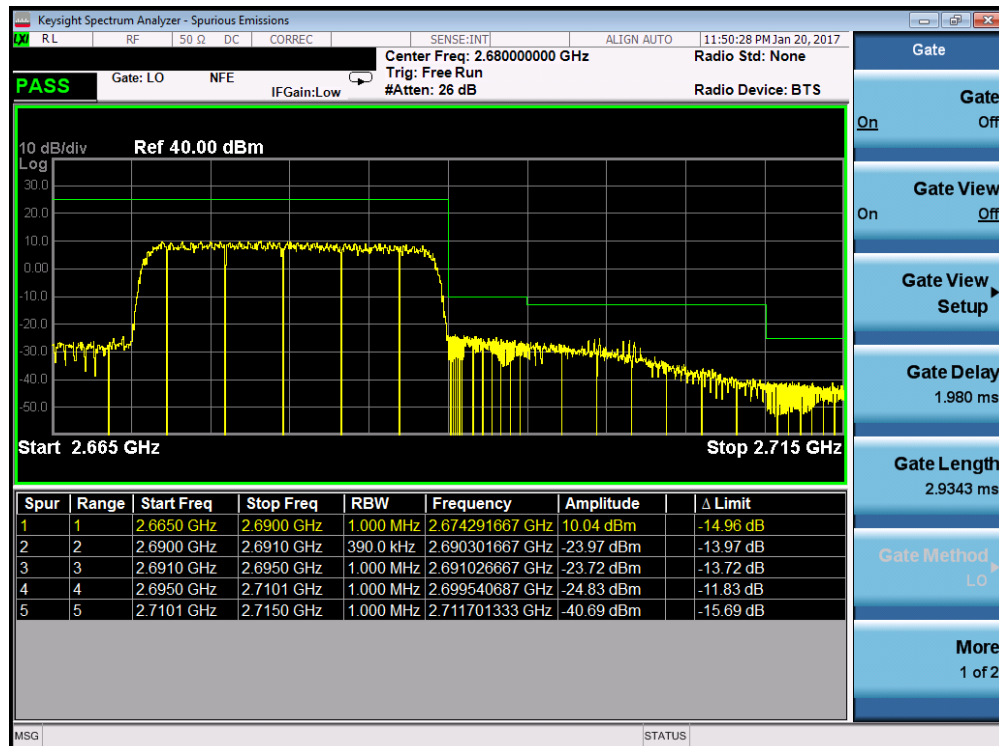 Keysight Spectrum Analyzer - Spurious Emissions
LXI RL RF 50 Ω DC CORREC SENSE:INT ALIGN AUTO 11:50:28 PM Jan 20, 2017
PASS
Gate: LO NFE
IFGain:Low
Center Freq: 2.680000000 GHz
Trig: Free Run
#Atten: 26 dB
Radio Std: None
Radio Device: BTS
10 dB/div Ref 40.00 dBm
Log
30.0
20.0
10.0
0.00
-10.0
-20.0
-30.0
-40.0
-50.0
Start 2.665 GHz Stop 2.715 GHz
Spur Range Start Freq Stop Freq RBW Frequency Amplitude Δ Limit
1 1 2.6650 GHz 2.6900 GHz 1.000 MHz 2.674291667 GHz 10.04 dBm -14.96 dB
2 2 2.6900 GHz 2.6910 GHz 390.0 kHz 2.690301667 GHz -23.97 dBm -13.97 dB
3 3 2.6910 GHz 2.6950 GHz 1.000 MHz 2.691026667 GHz -23.72 dBm -13.72 dB
4 4 2.6950 GHz 2.7101 GHz 1.000 MHz 2.699540687 GHz -24.83 dBm -11.83 dB
5 5 2.7101 GHz 2.7150 GHz 1.000 MHz 2.711701333 GHz -40.69 dBm -15.69 dB
MSG STATUS
Gate
Gate
On Off
Gate View
On Off
Gate View
Setup
Gate Delay
1.980 ms
Gate Length
2.9343 ms
Gate Method
LO
More
1 of 2